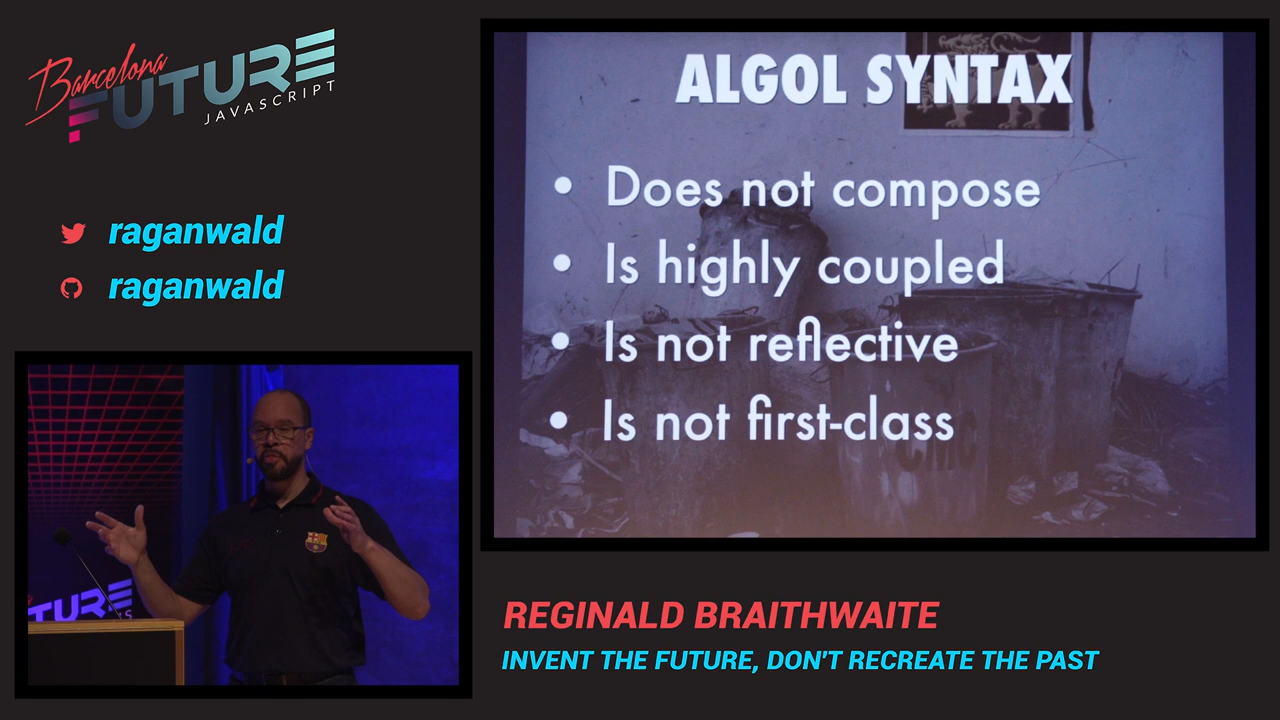 Barcelona
FUTURE
JAVASCRIPT
raganwald
raganwald
ALGOL SYNTAX
• Does not compose
• Is highly coupled
• Is not reflective
• Is not first-class
TURE
REGINALD BRAITHWAITE
INVENT THE FUTURE, DON'T RECREATE THE PAST